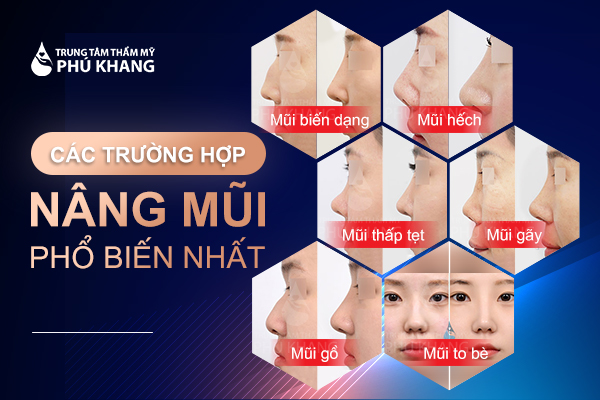 TRUNG TÂM THẨM MỸ
PHÚ KHANG
CÁC TRƯỜNG HỢP
NÂNG MŨI
PHỔ BIẾN NHẤT
Mũi biến dạng
Mũi hếch
Mũi thấp tẹt
Mũi gãy
Mũi gồ
Mũi to bè